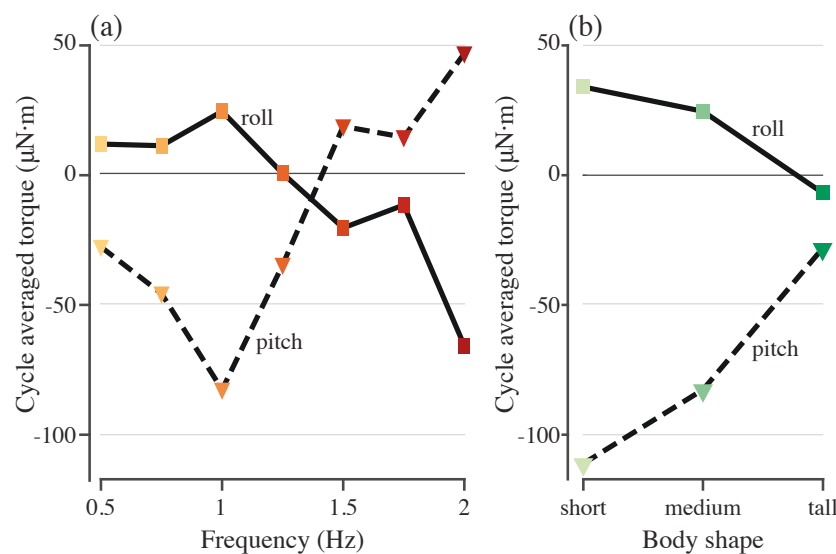 (a)
50
0
-50
-100
Cycle averaged torque (µN·m)
roll
pitch
0.5
1
1.5
2
Frequency (Hz)
(b)
50
0
-50
-100
Cycle averaged torque (µN·m)
roll
pitch
short
medium
tall
Body shape